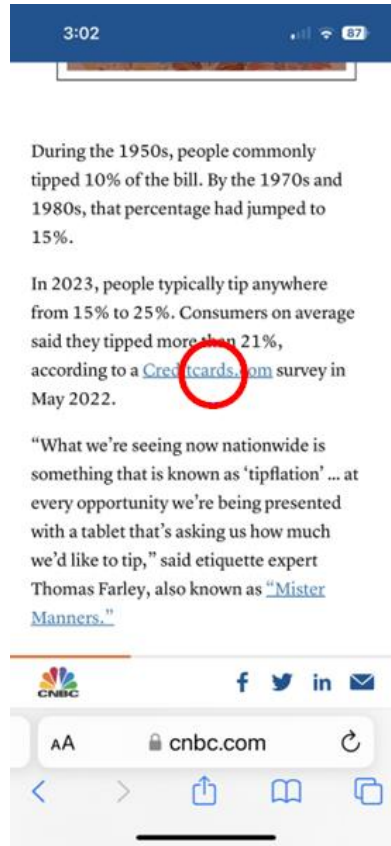 3:02
87
During the 1950s, people commonly
tipped 10% of the bill. By the 1970s and
1980s, that percentage had jumped to
15%.
In 2023, people typically tip anywhere
from 15% to 25%. Consumers on average
said they tipped more than 21%,
according to a Creditcards.com survey in
May 2022.
“What we’re seeing now nationwide is
something that is known as ‘tipflation’ ... at
every opportunity we’re being presented
with a tablet that’s asking us how much
we’d like to tip,” said etiquette expert
Thomas Farley, also known as “Mister
Manners.”
CNBC
f in
AA cnbc.com